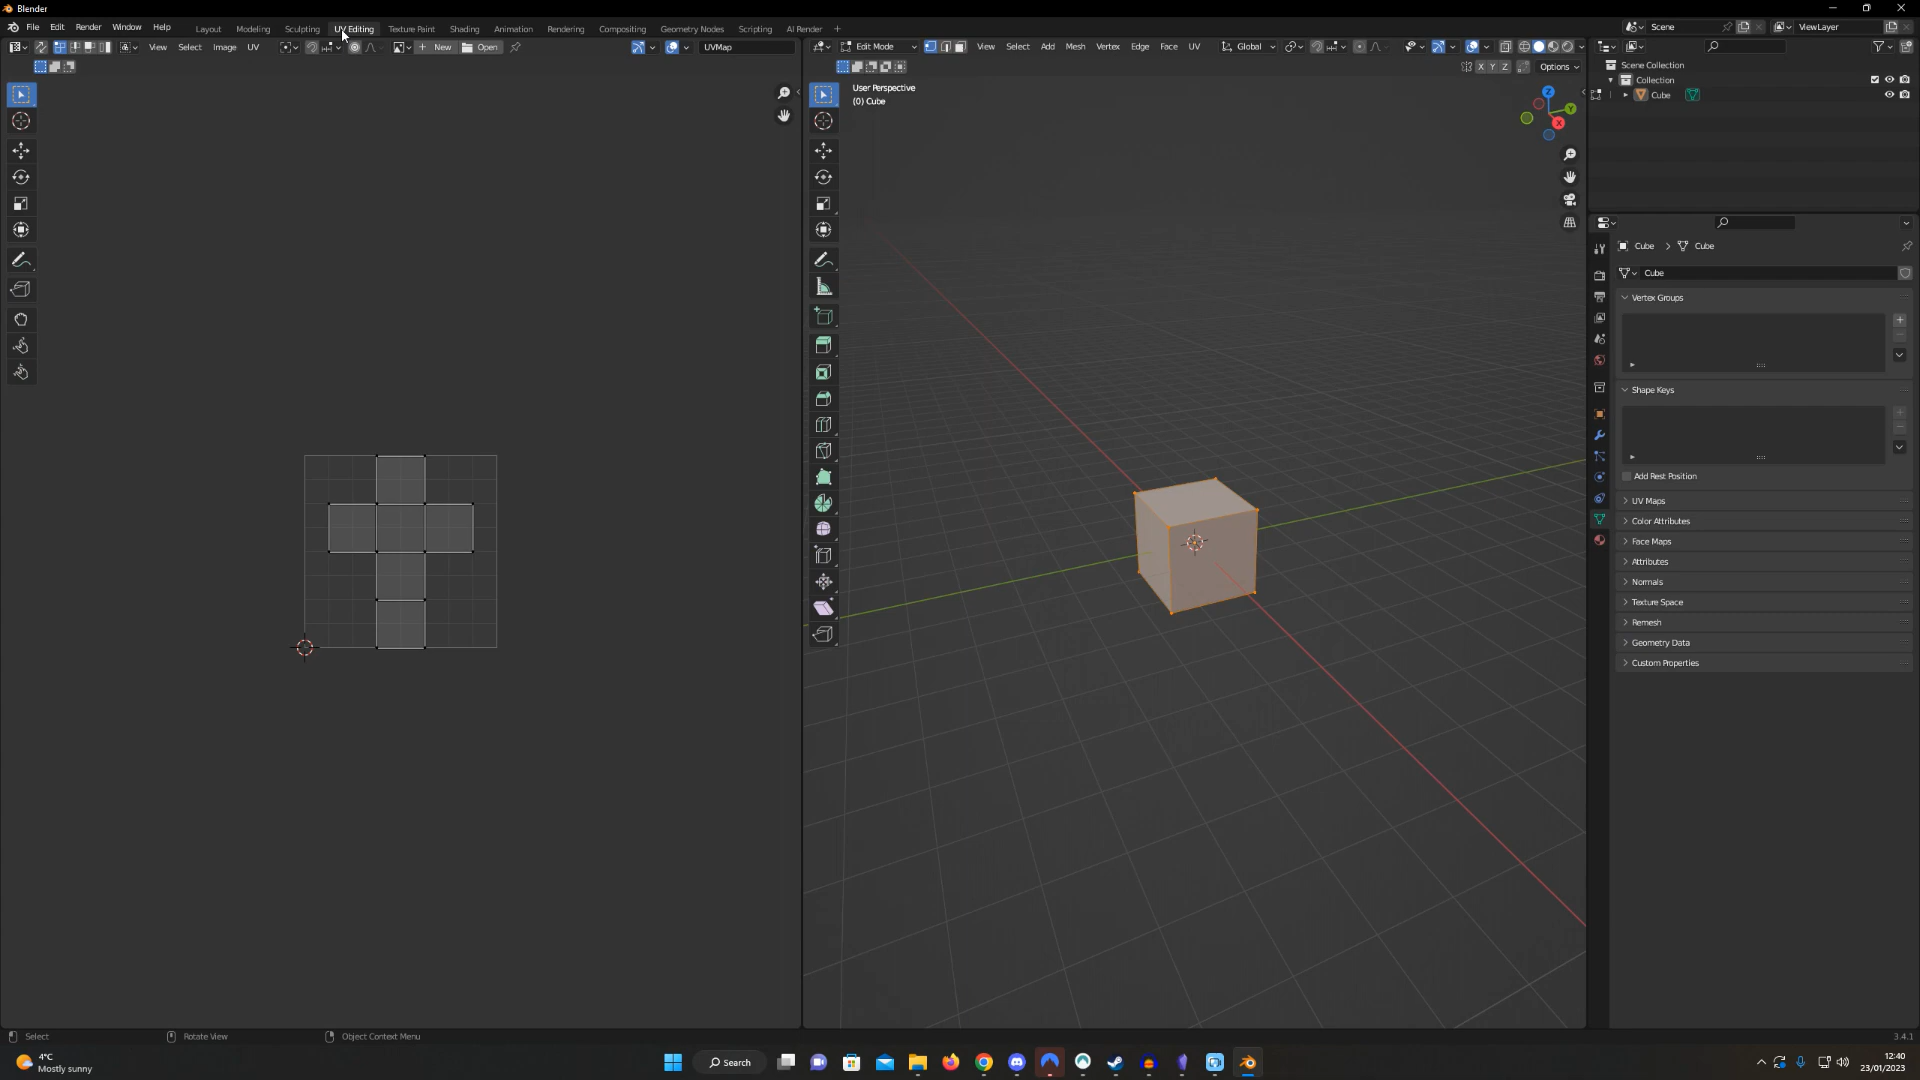 Blender
File Edit Render Window Help
Layout Modeling Sculpting UV Editing Texture Paint Shading Animation Rendering Compositing Geometry Nodes Scripting AI Render +
Scene
ViewLayer
View Select Image UV
New Open
UVMap
Edit Mode
View Select Add Mesh Vertex Edge Face UV
Global
X Y Z
Options
User Perspective
(0) Cube
Z
Y
X
Scene Collection
Collection
Cube
Cube > Cube
Cube
Vertex Groups
Shape Keys
Add Rest Position
UV Maps
Color Attributes
Face Maps
Attributes
Normals
Texture Space
Remesh
Geometry Data
Custom Properties
Select
Rotate View
Object Context Menu
3.4.1
4°C
Mostly sunny
Search
12:40
23/01/2023